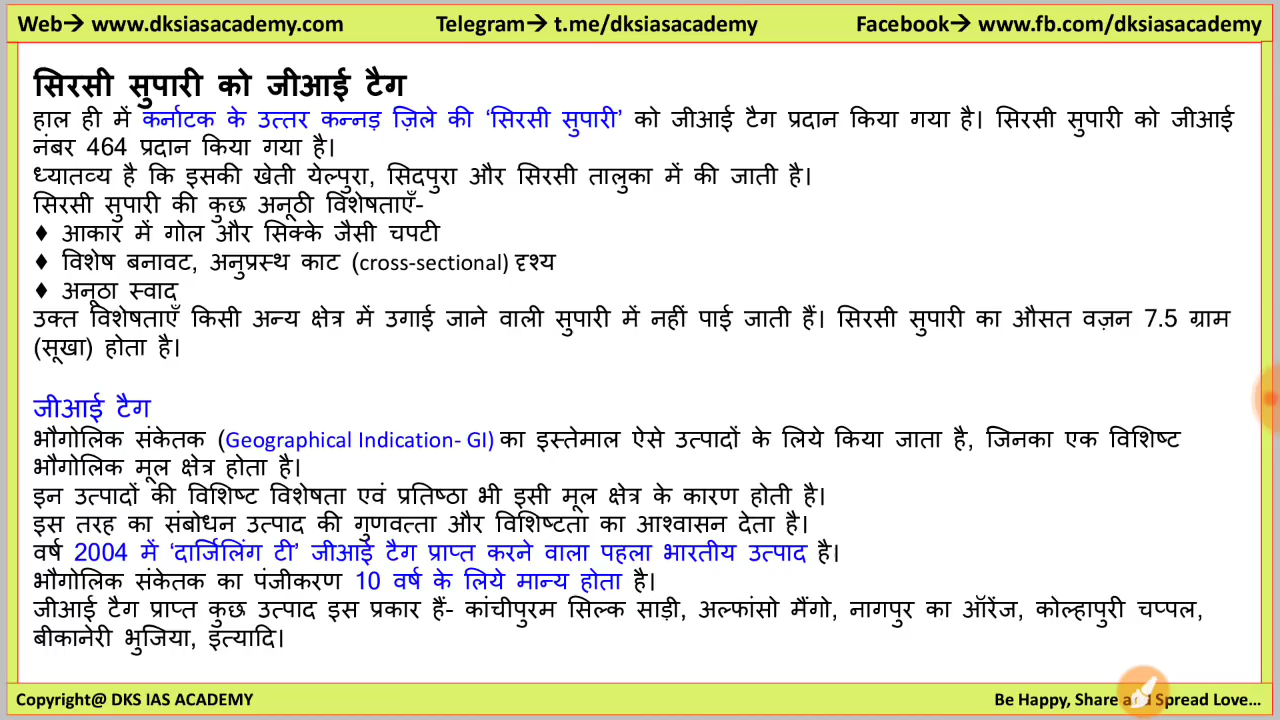 Web→ www.dksiasacademy.com Telegram→ t.me/dksiasacademy Facebook→ www.fb.com/dksiasacademy
सिरसी सुपारी को जीआई टैग
हाल ही में कर्नाटक के उत्तर कन्नड़ ज़िले की ‘सिरसी सुपारी’ को जीआई टैग प्रदान किया गया है। सिरसी सुपारी को जीआई
नंबर 464 प्रदान किया गया है।
ध्यातव्य है कि इसकी खेती येल्पुरा, सिदपुरा और सिरसी तालुका में की जाती है।
सिरसी सुपारी की कुछ अनूठी विशेषताएँ-
♦ आकार में गोल और सिक्के जैसी चपटी
♦ विशेष बनावट, अनुप्रस्थ काट (cross-sectional) दृश्य
♦ अनूठा स्वाद
उक्त विशेषताएँ किसी अन्य क्षेत्र में उगाई जाने वाली सुपारी में नहीं पाई जाती हैं। सिरसी सुपारी का औसत वज़न 7.5 ग्राम
(सूखा) होता है।
जीआई टैग
भौगोलिक संकेतक (Geographical Indication- GI) का इस्तेमाल ऐसे उत्पादों के लिये किया जाता है, जिनका एक विशिष्ट
भौगोलिक मूल क्षेत्र होता है।
इन उत्पादों की विशिष्ट विशेषता एवं प्रतिष्ठा भी इसी मूल क्षेत्र के कारण होती है।
इस तरह का संबोधन उत्पाद की गुणवत्ता और विशिष्टता का आश्वासन देता है।
वर्ष 2004 में ‘दार्जिलिंग टी’ जीआई टैग प्राप्त करने वाला पहला भारतीय उत्पाद है।
भौगोलिक संकेतक का पंजीकरण 10 वर्ष के लिये मान्य होता है।
जीआई टैग प्राप्त कुछ उत्पाद इस प्रकार हैं- कांचीपुरम सिल्क साड़ी, अल्फांसो मैंगो, नागपुर का ऑरेंज, कोल्हापुरी चप्पल,
बीकानेरी भुजिया, इत्यादि।
Copyright@ DKS IAS ACADEMY Be Happy, Share and Spread Love...